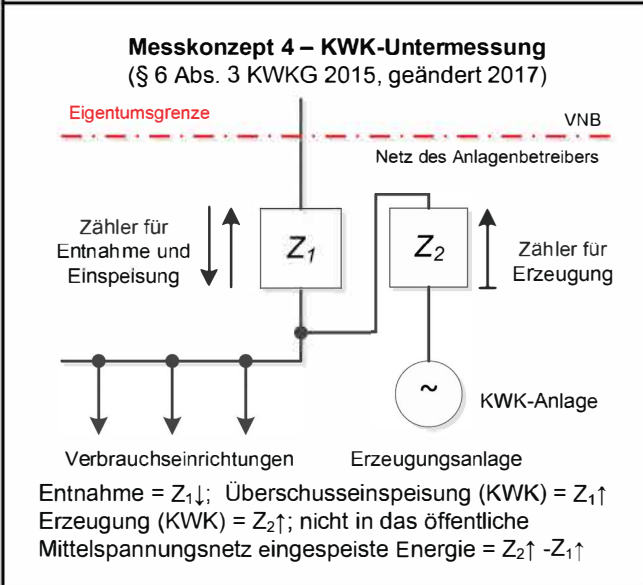 Messkonzept 4 – KWK-Untermessung
(§ 6 Abs. 3 KWKG 2015, geändert 2017)
Eigentumsgrenze
VNB
Netz des Anlagenbetreibers
Zähler für
Entnahme und
Einspeisung
Z₁
Z₂
Zähler für
Erzeugung
~
KWK-Anlage
Verbrauchseinrichtungen
Erzeugungsanlage
Entnahme = Z₁↓; Überschusseinspeisung (KWK) = Z₁↑
Erzeugung (KWK) = Z₂↑; nicht in das öffentliche
Mittelspannungsnetz eingespeiste Energie = Z₂↑ -Z₁↑